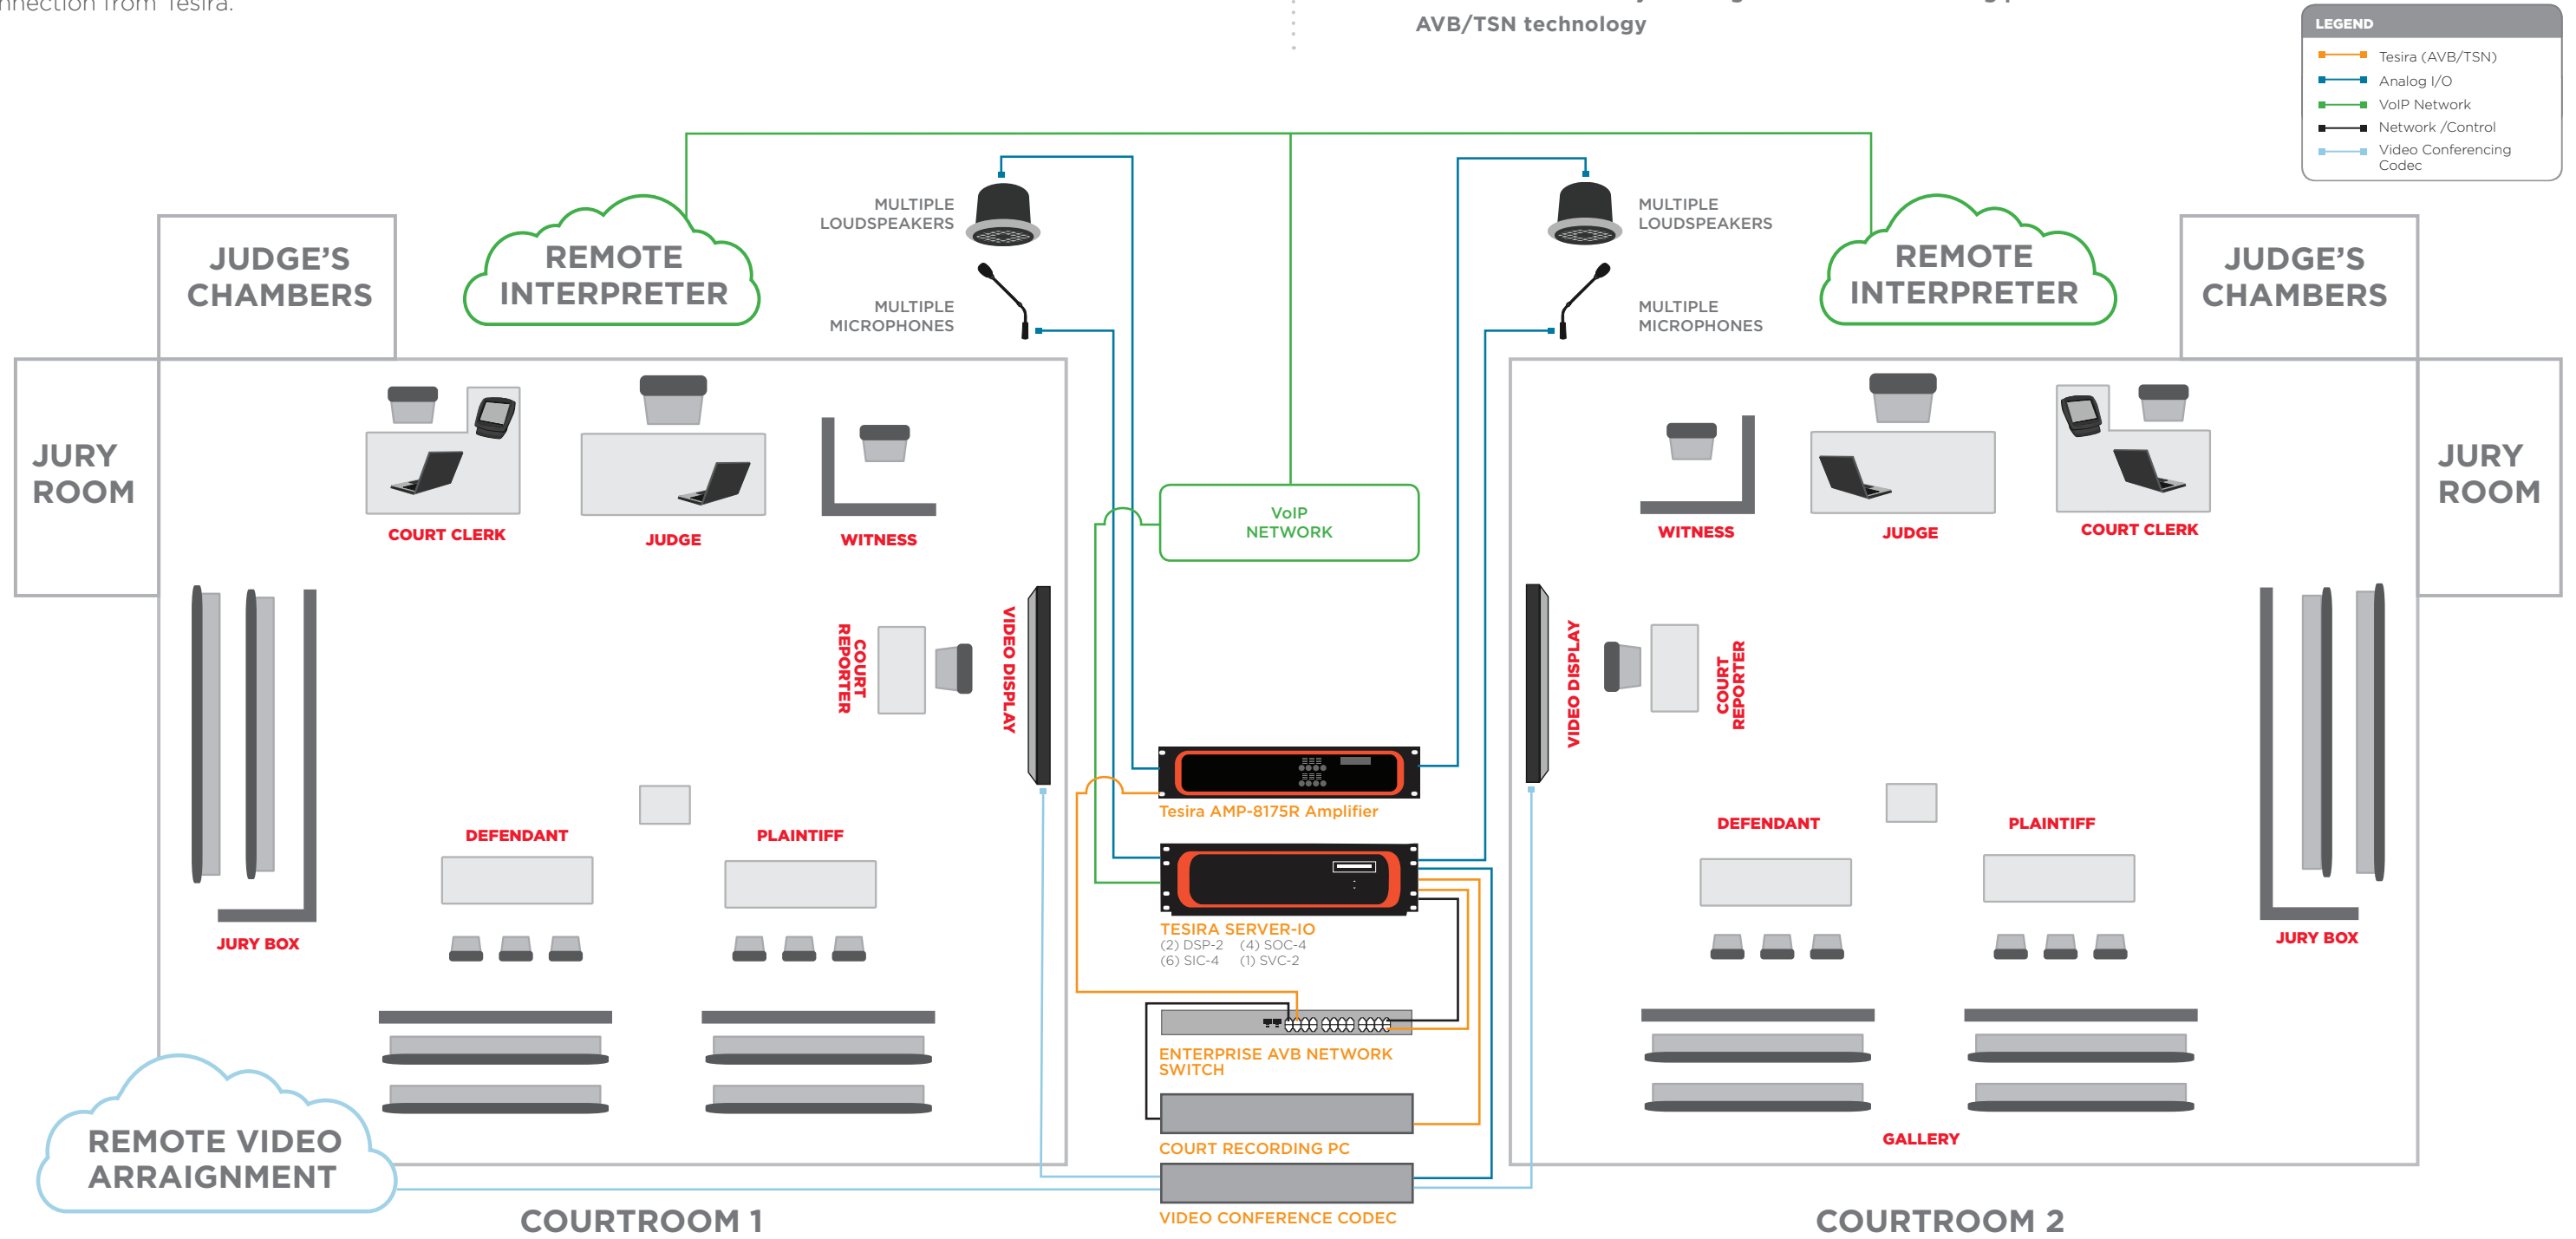 nnection from Tesira.
AVB/TSN technology
LEGEND
Tesira (AVB/TSN)
Analog I/O
VoIP Network
Network /Control
Video Conferencing
Codec
JUDGE'S
CHAMBERS
REMOTE
INTERPRETER
MULTIPLE
LOUDSPEAKERS
MULTIPLE
MICROPHONES
MULTIPLE
LOUDSPEAKERS
MULTIPLE
MICROPHONES
REMOTE
INTERPRETER
JUDGE'S
CHAMBERS
JURY
ROOM
COURT CLERK
JUDGE
WITNESS
VoIP
NETWORK
WITNESS
JUDGE
COURT CLERK
JURY
ROOM
COURT
REPORTER
VIDEO DISPLAY
VIDEO DISPLAY
COURT
REPORTER
Tesira AMP-8175R Amplifier
DEFENDANT
PLAINTIFF
DEFENDANT
PLAINTIFF
JURY BOX
TESIRA SERVER-IO
(2) DSP-2 (4) SOC-4
(6) SIC-4 (1) SVC-2
JURY BOX
ENTERPRISE AVB NETWORK
SWITCH
REMOTE VIDEO
ARRAIGNMENT
COURT RECORDING PC
GALLERY
VIDEO CONFERENCE CODEC
COURTROOM 1
COURTROOM 2